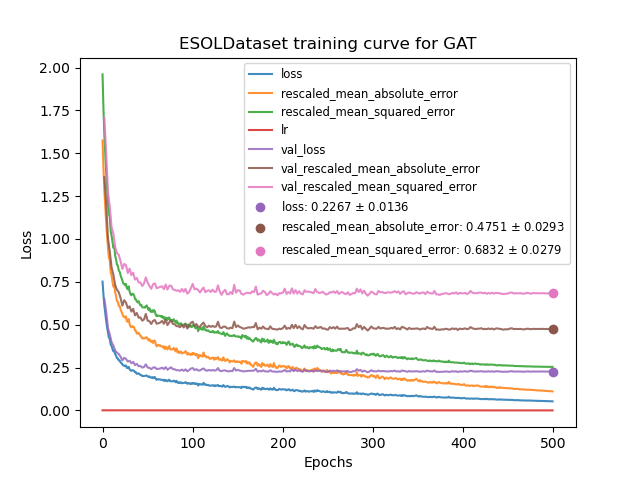 ESOLDataset training curve for GAT
2.00
1.75
1.50
1.25
1.00
0.75
0.50
0.25
0.00
Loss
loss
rescaled_mean_absolute_error
rescaled_mean_squared_error
lr
val_loss
val_rescaled_mean_absolute_error
val_rescaled_mean_squared_error
loss: 0.2267 ± 0.0136
rescaled_mean_absolute_error: 0.4751 ± 0.0293
rescaled_mean_squared_error: 0.6832 ± 0.0279
0 100 200 300 400 500
Epochs